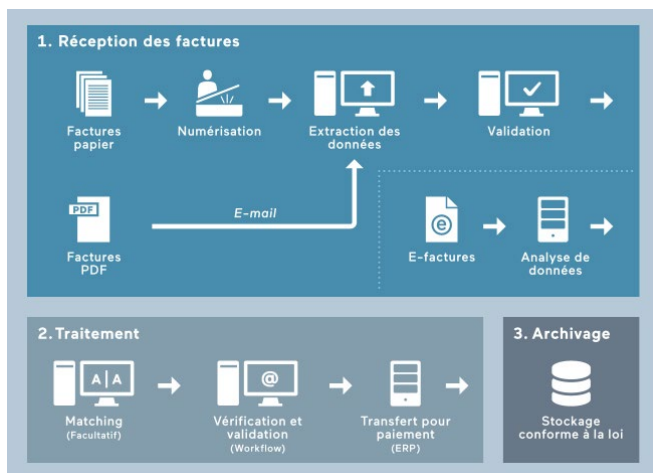 1. Réception des factures
Factures
papier
Numérisation
Extraction des
données
Validation
PDF
E-mail
Factures
PDF
e
E-factures
Analyse de
données
2. Traitement
A|A
Matching
(Facultatif)
@
Vérification et
validation
(Workflow)
Transfert pour
paiement
(ERP)
3. Archivage
Stockage
conforme à la loi